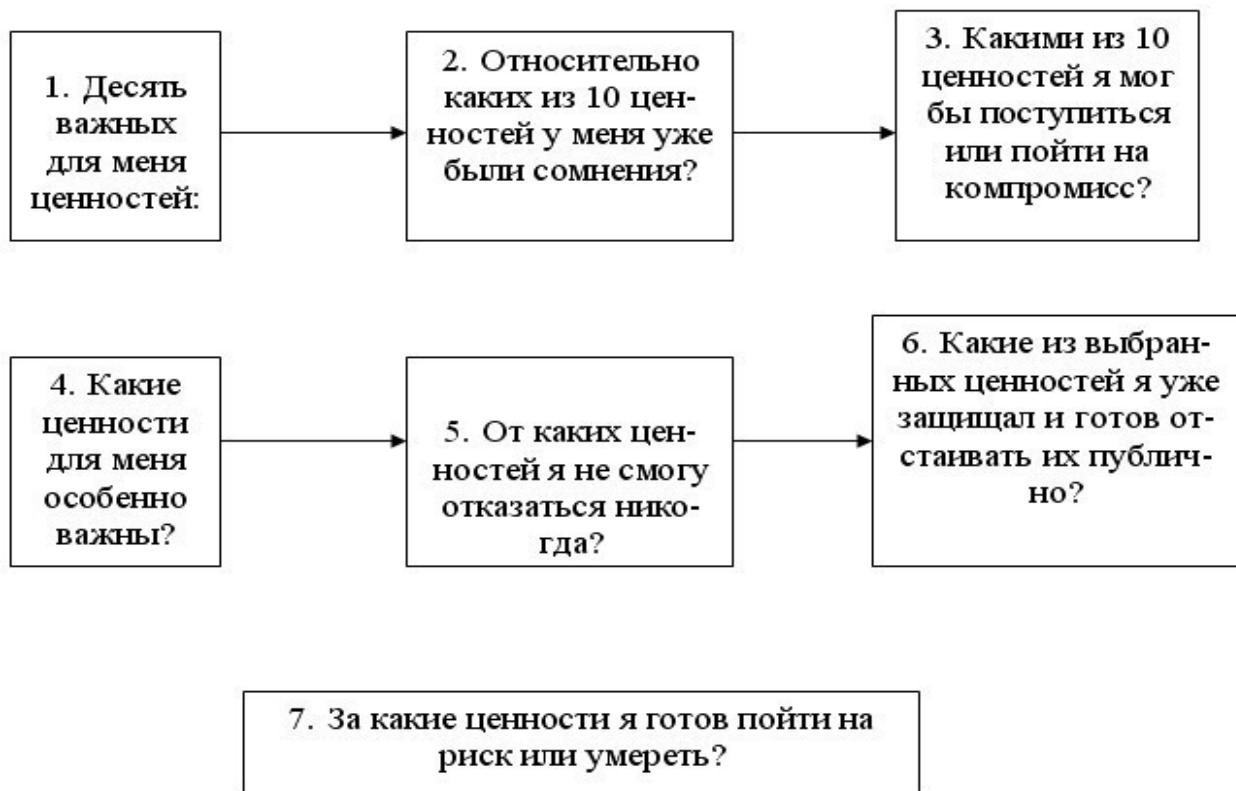 1. Десять
важных
для меня
ценностей:
2. Относительно
каких из 10 цен-
ностей у меня уже
были сомнения?
3. Какими из 10
ценностей я мог
бы поступиться
или пойти на
компромисс?
4. Какие
ценности
для меня
особенно
важны?
5. От каких цен-
ностей я не смогу
отказаться нико-
гда?
6. Какие из выбран-
ных ценностей я уже
защищал и готов от-
стаивать их публич-
но?
7. За какие ценности я готов пойти на
риск или умереть?